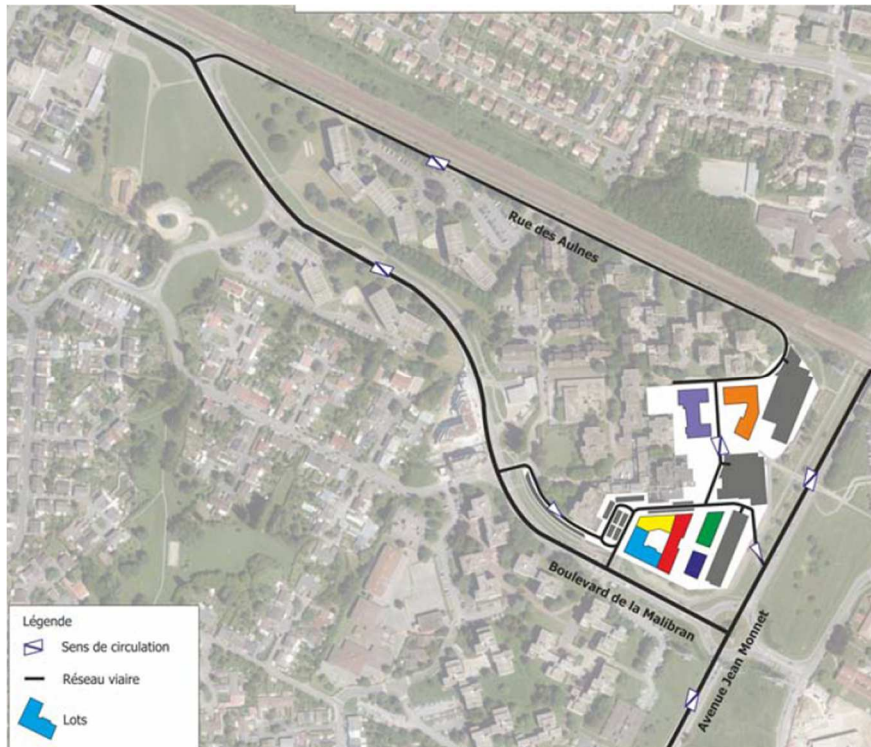 Rue des Aulnes
Boulevard de la Malibran
Avenue Jean Monnet
Légende
Sens de circulation
Réseau viaire
Lots